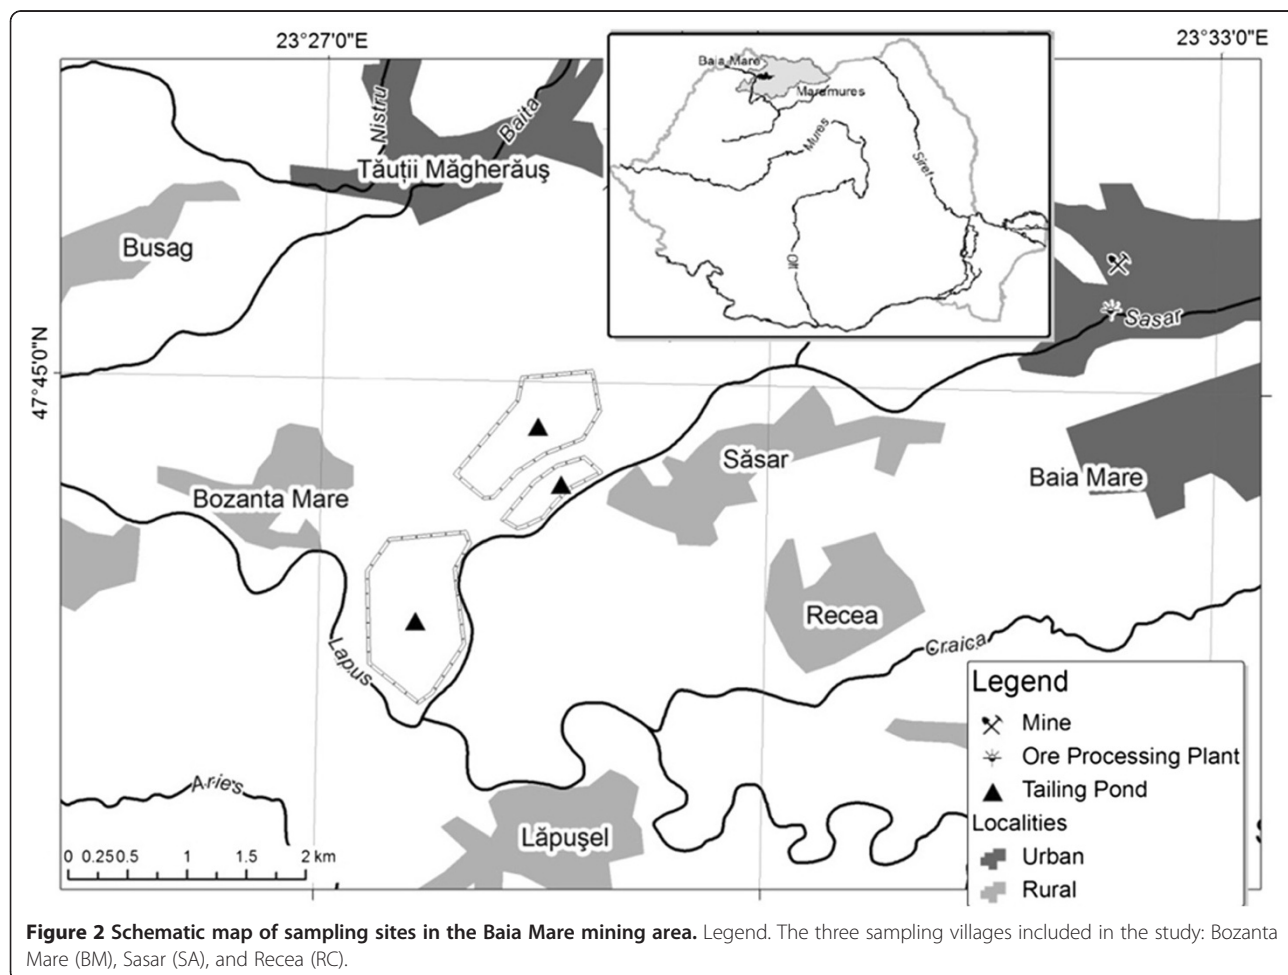 23°27'0"E
23°33'0"E
47°45'0"N
Nistru
Baita
Tăuții Măgherăuş
Busag
Baia Mare
Maramures
Mures
Siret
Olt
Sasar
Săsar
Baia Mare
Bozanta Mare
Recea
Craica
Lapus
Aries
Lăpuşel
0 0.25 0.5 1 1.5 2 km
Legend
Mine
Ore Processing Plant
Tailing Pond
Localities
Urban
Rural
Figure 2 Schematic map of sampling sites in the Baia Mare mining area. Legend. The three sampling villages included in the study: Bozanta
Mare (BM), Sasar (SA), and Recea (RC).